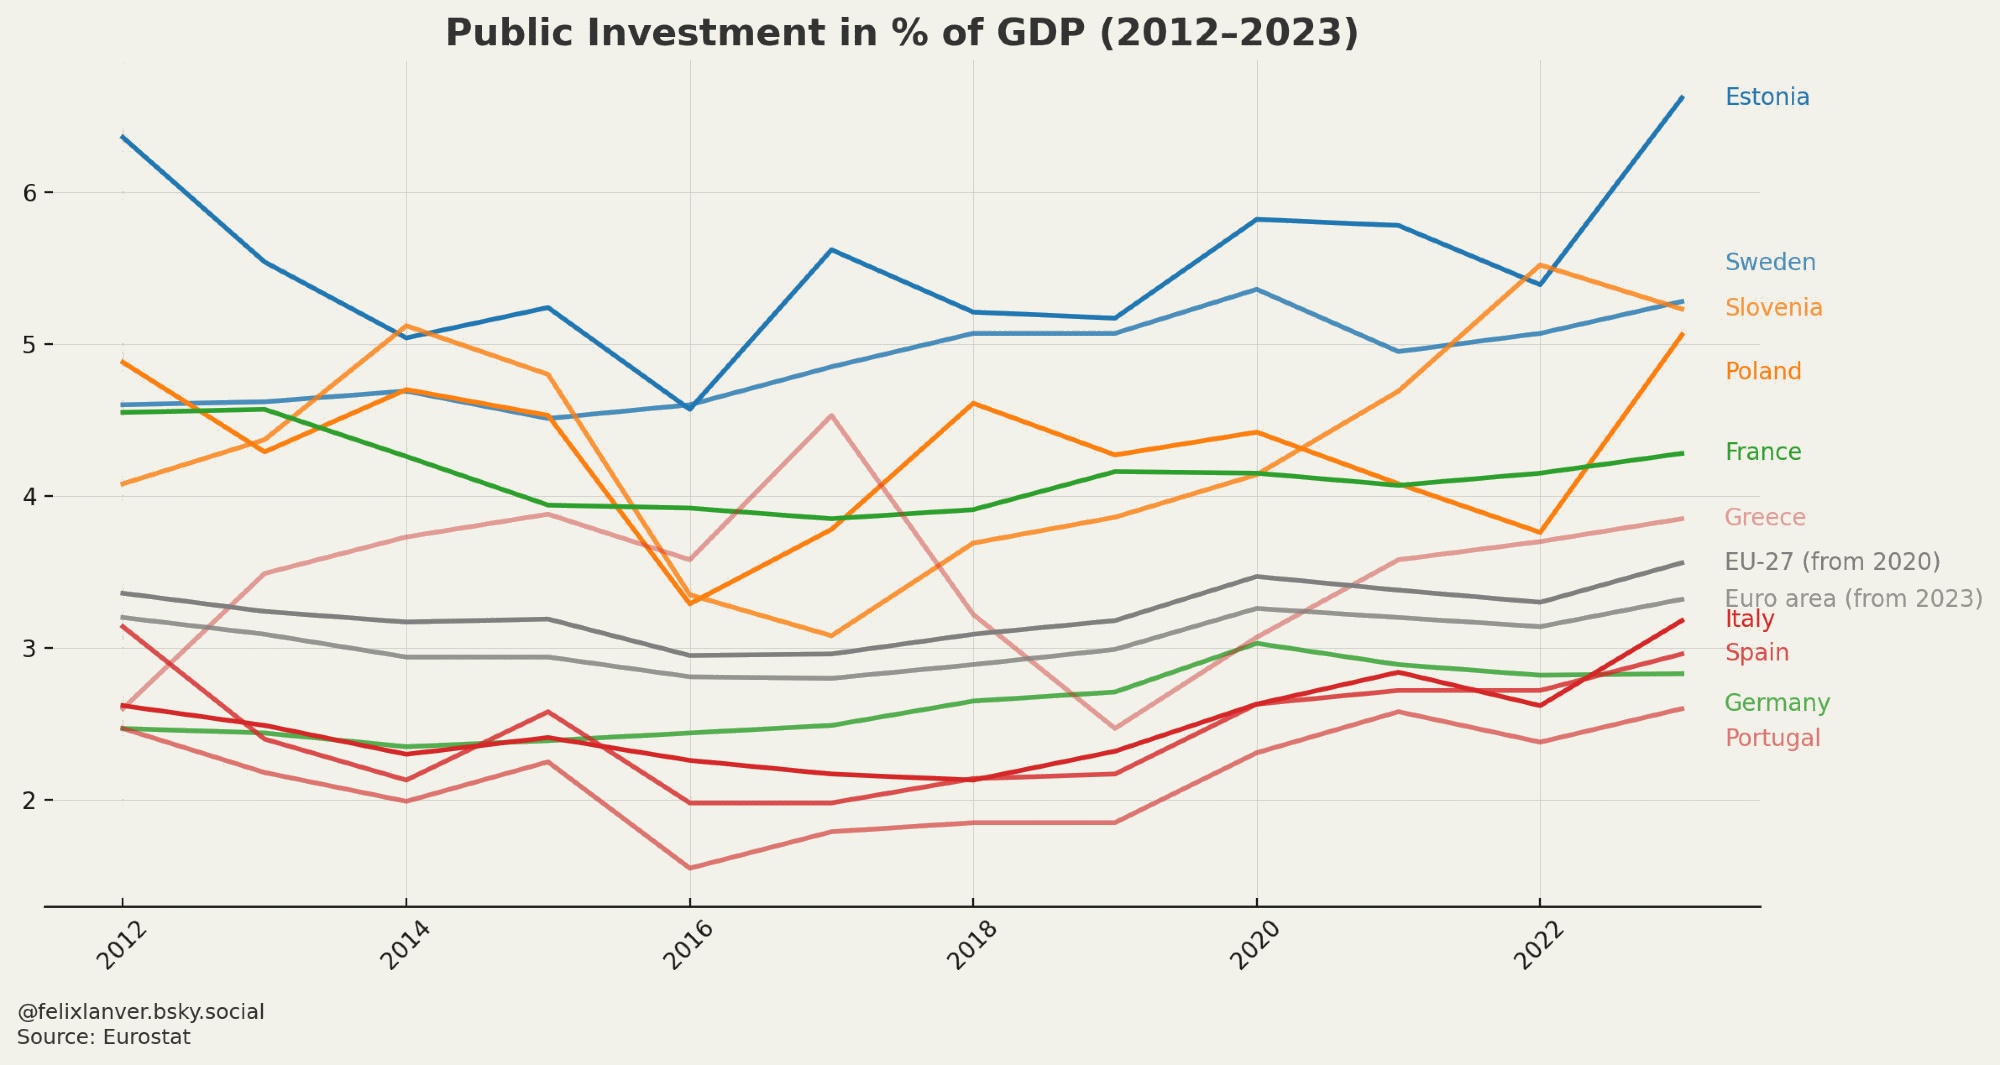 Public Investment in % of GDP (2012–2023)
Estonia
6
Sweden
Slovenia
5
Poland
France
4
Greece
EU-27 (from 2020)
Euro area (from 2023)
Italy
3
Spain
Germany
Portugal
2
2012
2014
2016
2018
2020
2022
@felixlanver.bsky.social
Source: Eurostat